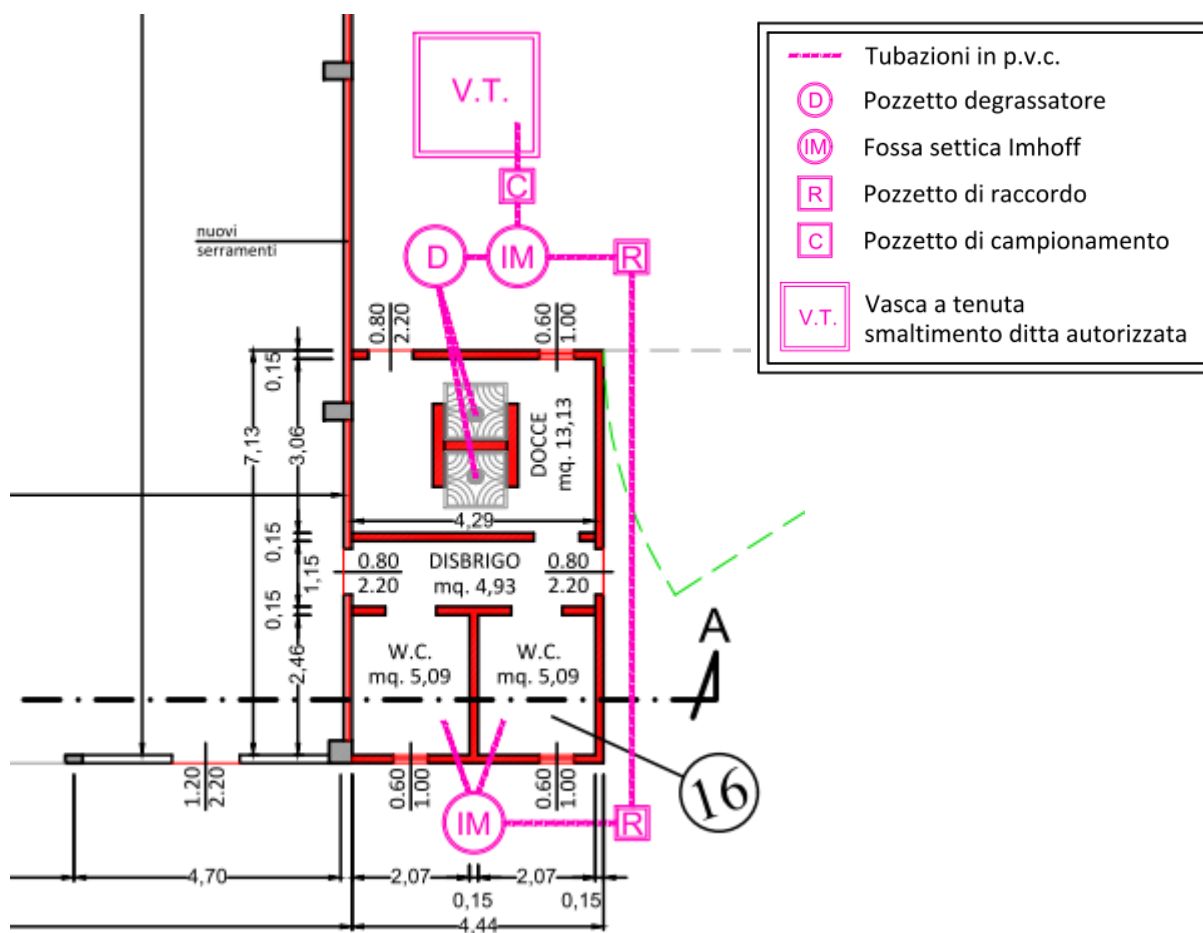 V.T.
C
D
IM
R
nuovi
serramenti
0.80
2.20
0.60
1.00
0,15
3,06
7,13
DOCCE
mq. 13,13
4,29
0,15
1,15
0,15
0.80
2.20
DISBRIGO
mq. 4,93
0.80
2.20
2,46
W.C.
mq. 5,09
W.C.
mq. 5,09
A
16
1.20
2.20
0.60
1.00
0.60
1.00
IM
R
4,70
2,07
2,07
0,15
0,15
4,44
Tubazioni in p.v.c.
D
Pozzetto degrassatore
IM
Fossa settica Imhoff
R
Pozzetto di raccordo
C
Pozzetto di campionamento
V.T.
Vasca a tenuta
smaltimento ditta autorizzata